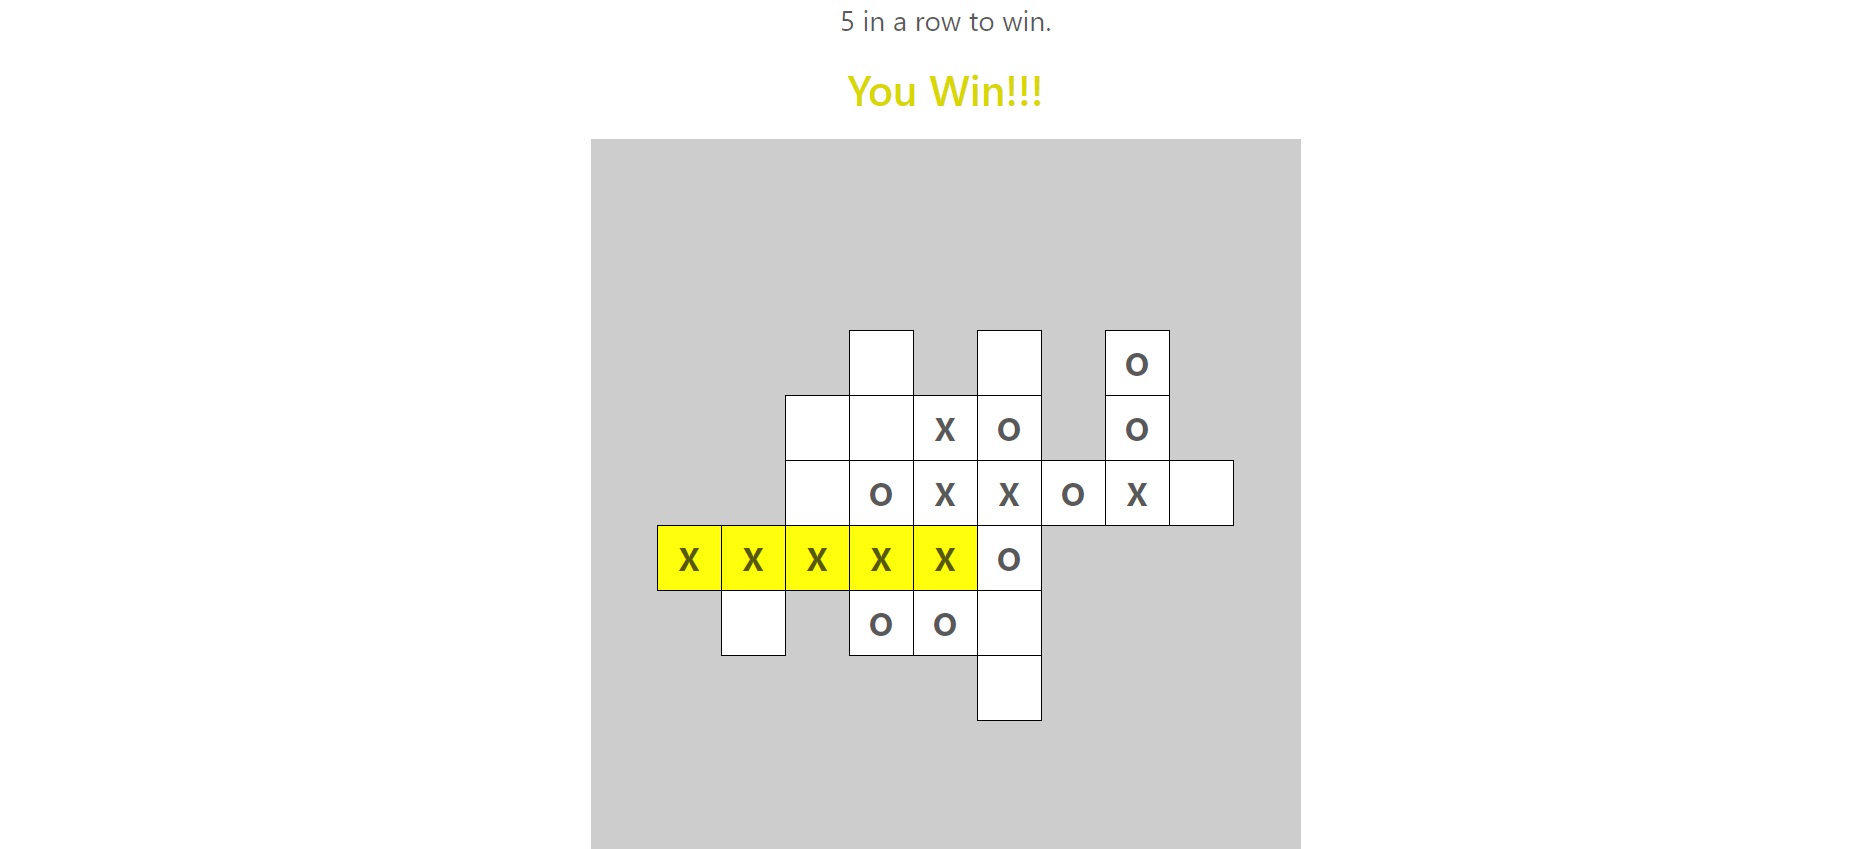 5 in a row to win.
You Win!!!
O
X O O
O X X O X
X X X X X O
O O